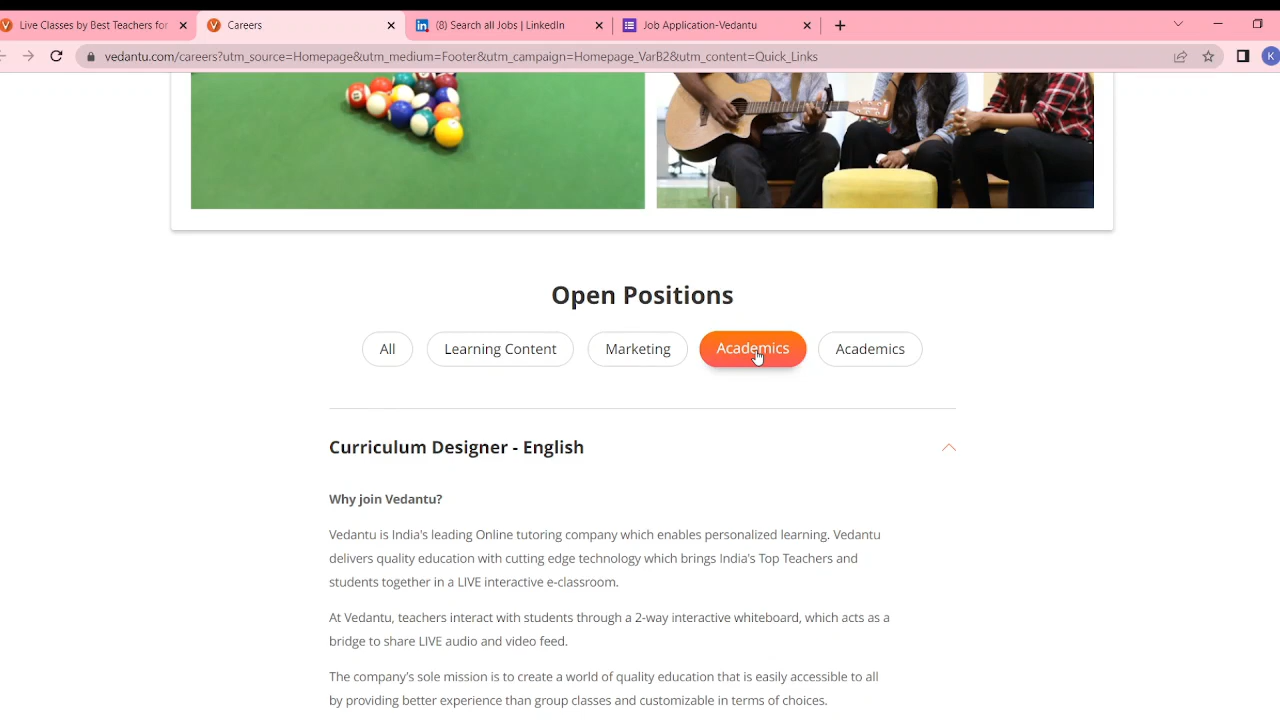 Live Classes by Best Teachers for
Careers
(8) Search all Jobs | LinkedIn
Job Application-Vedantu
vedantu.com/careers?utm_source=Homepage&utm_medium=Footer&utm_campaign=Homepage_VarB2&utm_content=Quick_Links
K
Open Positions
All
Learning Content
Marketing
Academics
Academics
Curriculum Designer - English
Why join Vedantu?
Vedantu is India's leading Online tutoring company which enables personalized learning. Vedantu
delivers quality education with cutting edge technology which brings India's Top Teachers and
students together in a LIVE interactive e-classroom.
At Vedantu, teachers interact with students through a 2-way interactive whiteboard, which acts as a
bridge to share LIVE audio and video feed.
The company's sole mission is to create a world of quality education that is easily accessible to all
by providing better experience than group classes and customizable in terms of choices.